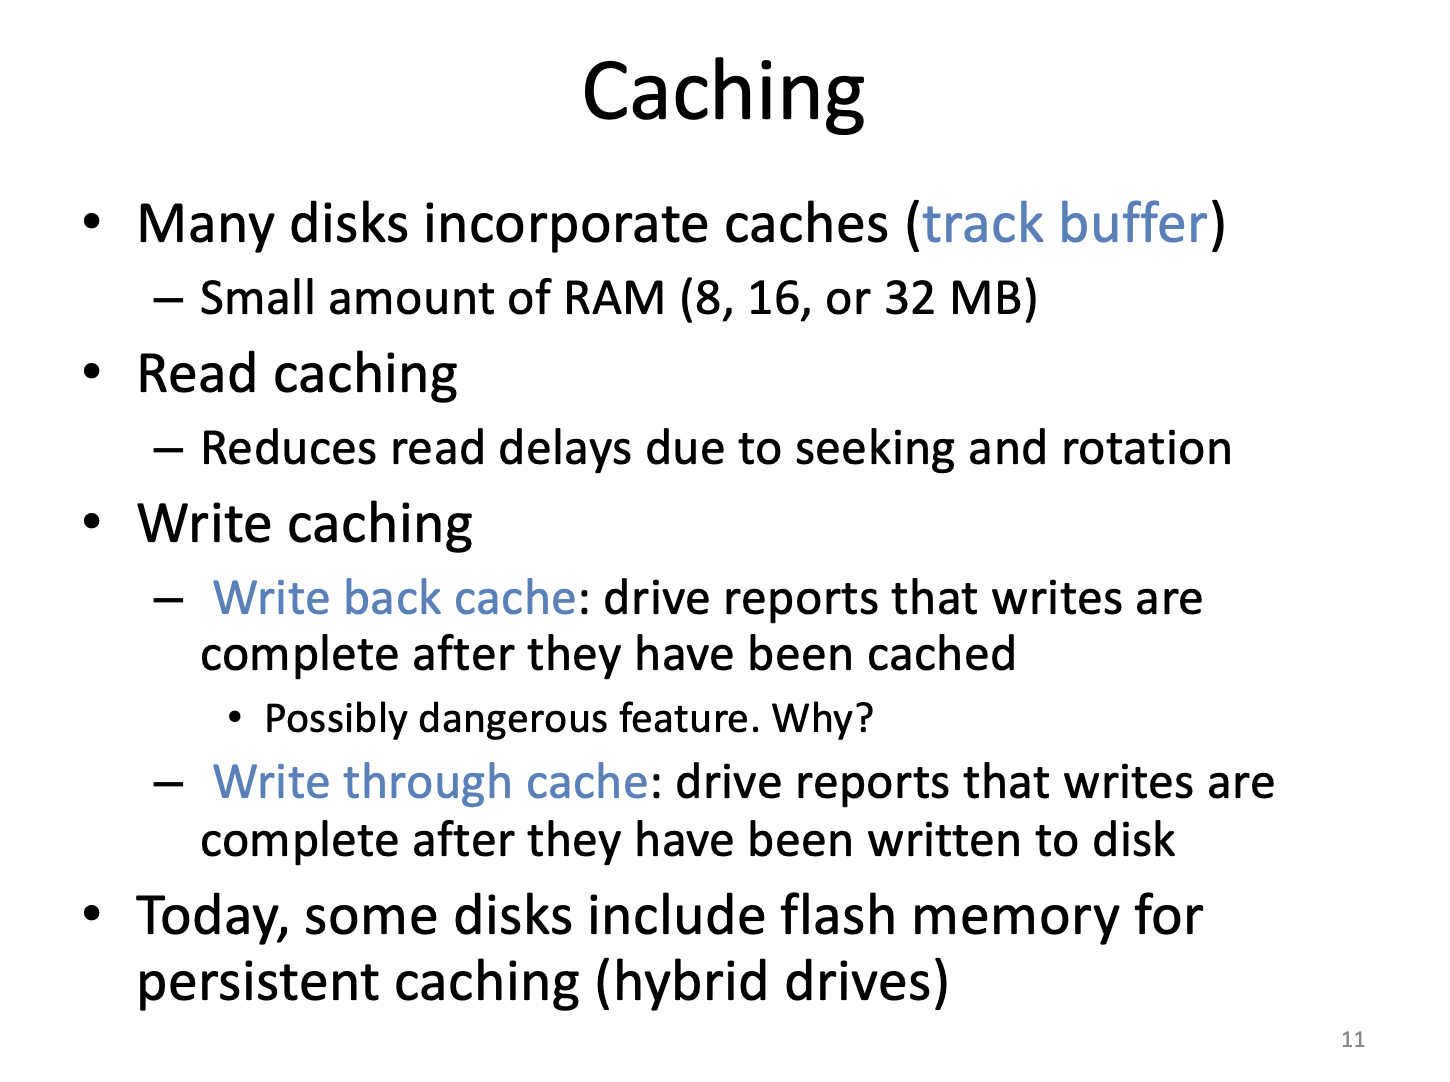 Caching
• Many disks incorporate caches (track buffer)
– Small amount of RAM (8, 16, or 32 MB)
• Read caching
– Reduces read delays due to seeking and rotation
• Write caching
– Write back cache: drive reports that writes are
complete after they have been cached
• Possibly dangerous feature. Why?
– Write through cache: drive reports that writes are
complete after they have been written to disk
• Today, some disks include flash memory for
persistent caching (hybrid drives)
11